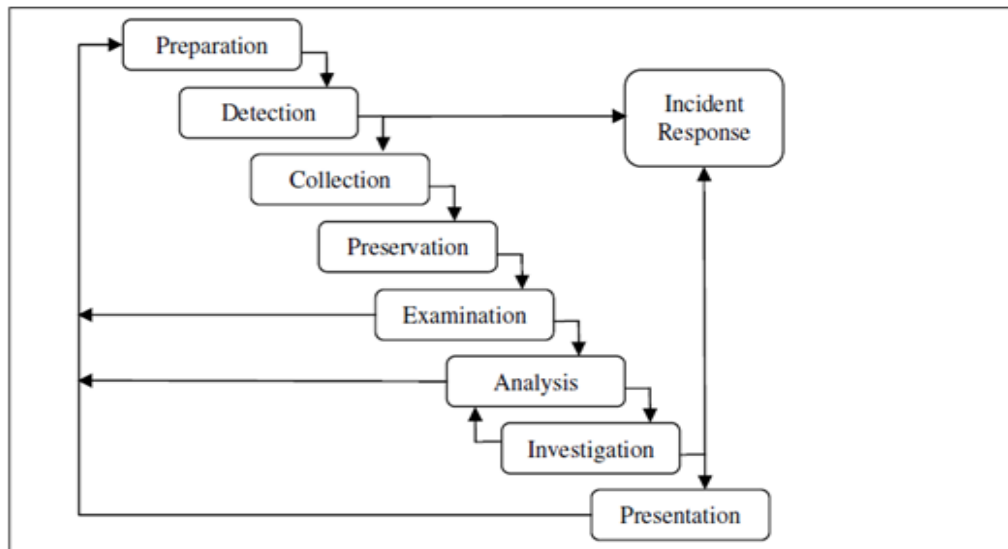 Preparation
Detection
Incident
Response
Collection
Preservation
Examination
Analysis
Investigation
Presentation